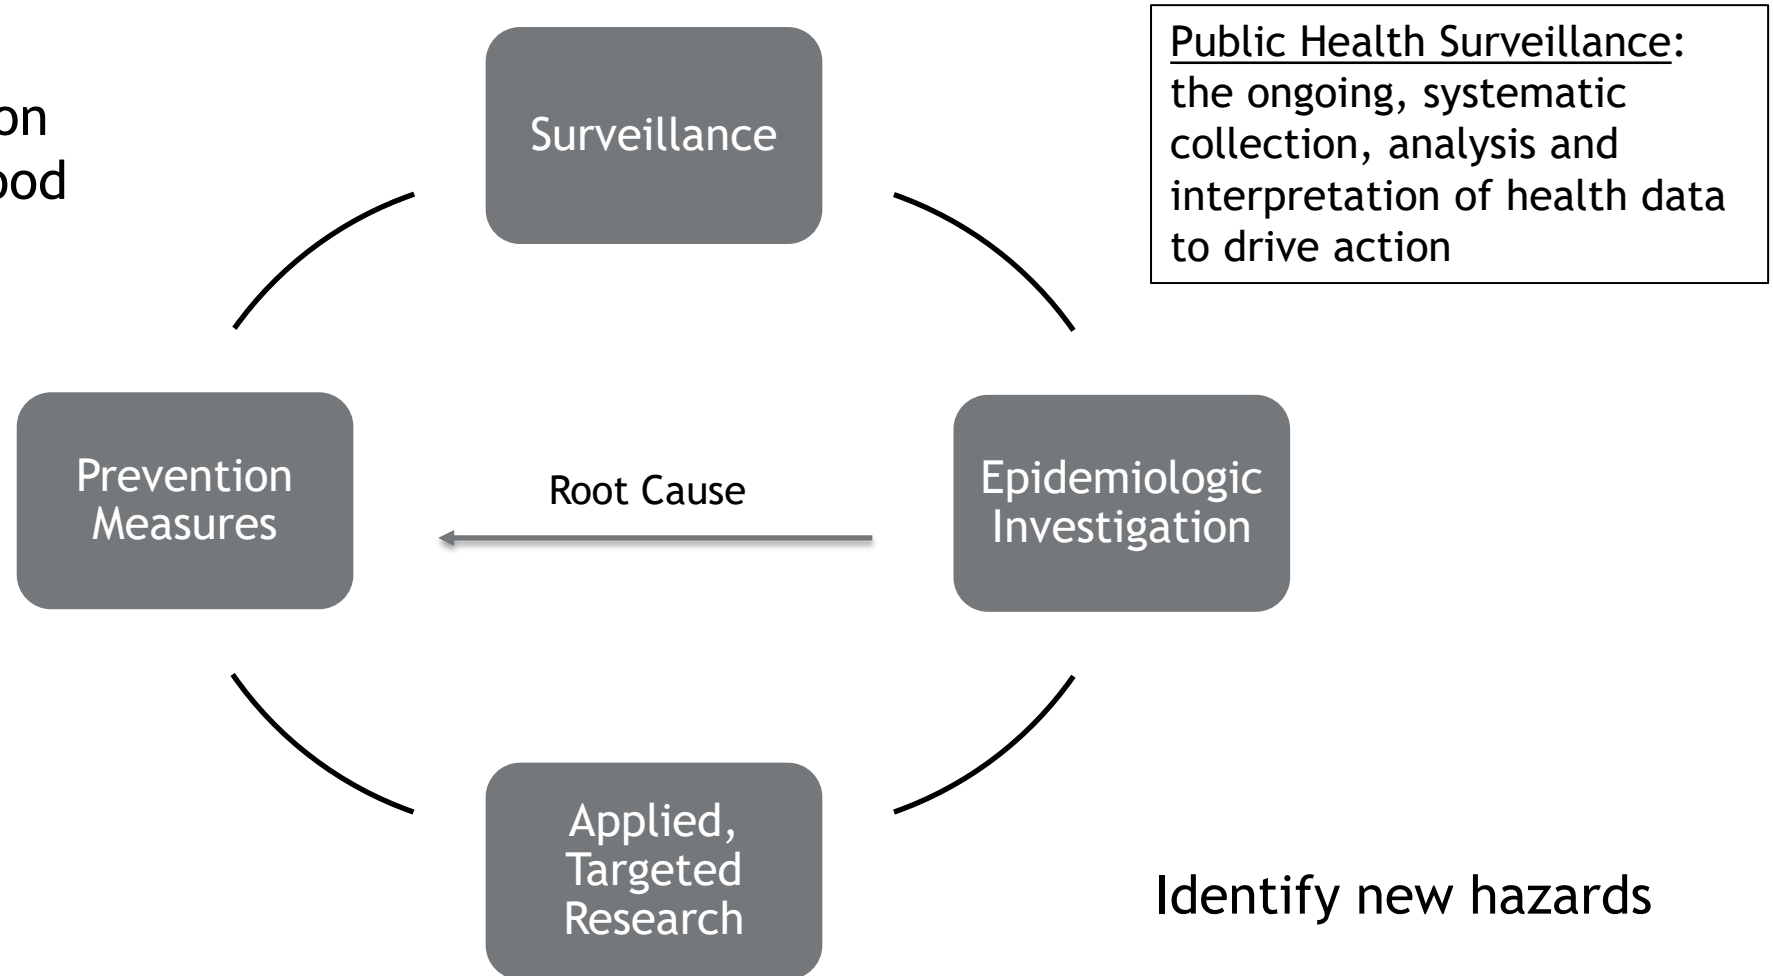 Public Health Surveillance:
the ongoing, systematic
collection, analysis and
interpretation of health data
to drive action
Surveillance
Prevention
Measures
Root Cause
Epidemiologic
Investigation
Applied,
Targeted
Research
Identify new hazards